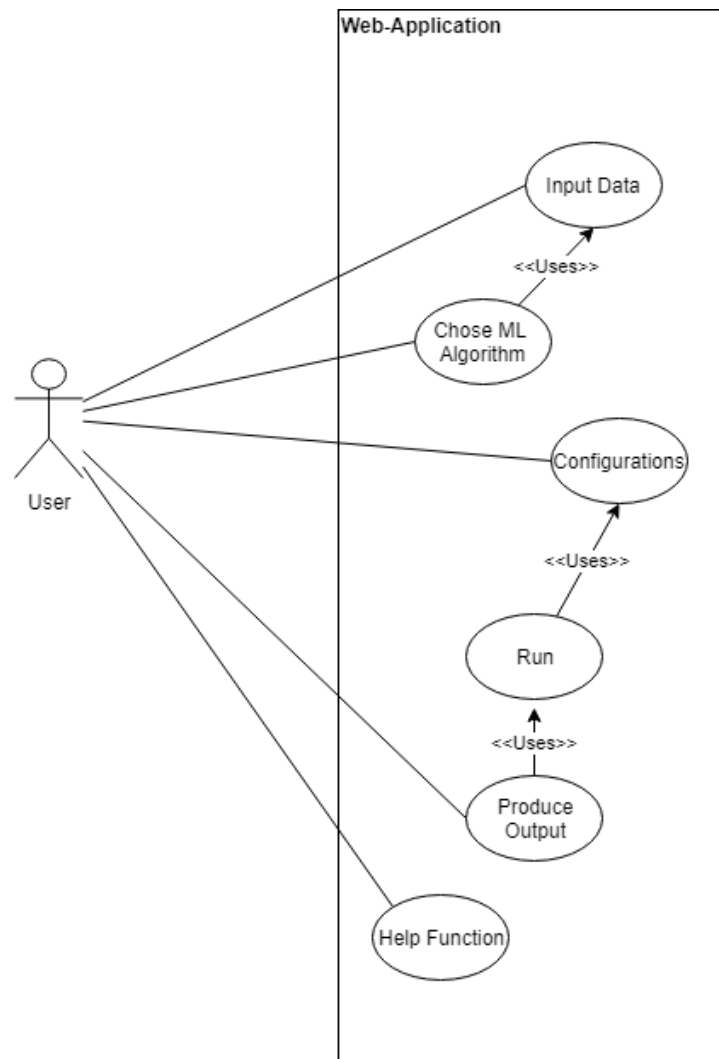 Web-Application
Input Data
<<Uses>>
Chose ML
Algorithm
Configurations
User
<<Uses>>
Run
<<Uses>>
Produce
Output
Help Function